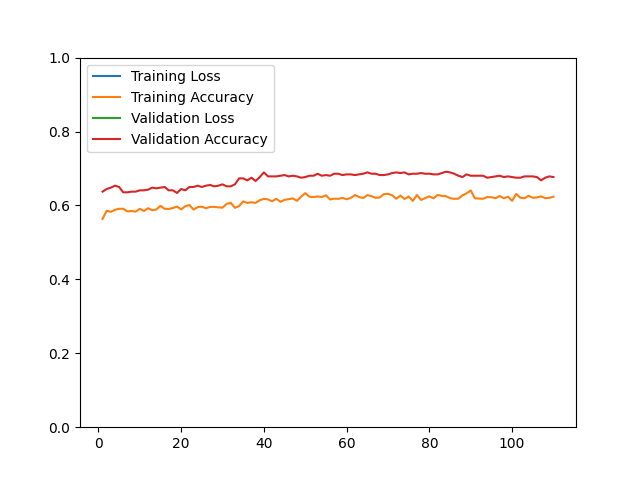 1.0
0.8
0.6
0.4
0.2
0.0
0 20 40 60 80 100
Training Loss
Training Accuracy
Validation Loss
Validation Accuracy